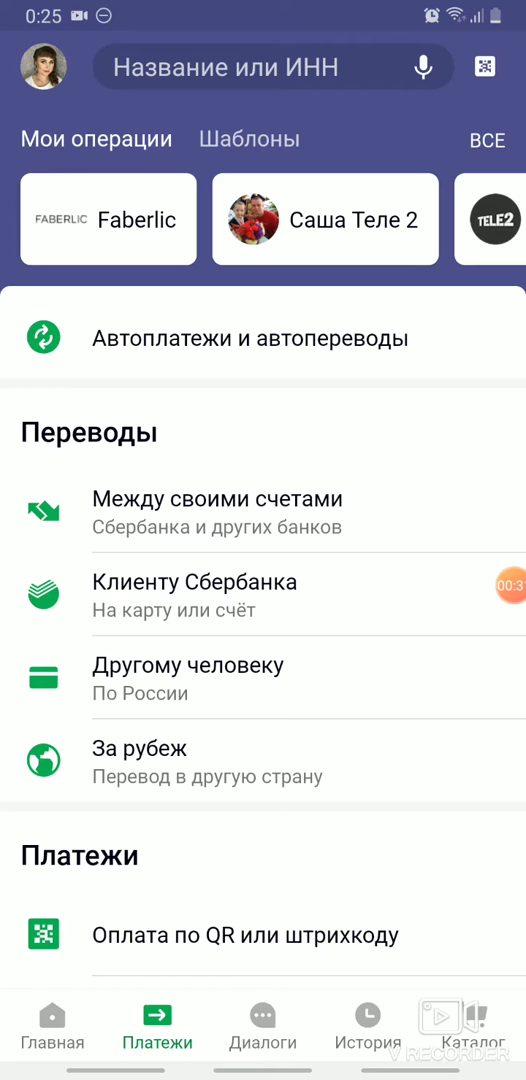 0:25
Название или ИНН
Мои операции Шаблоны ВСЕ
FABERLIC Faberlic Саша Теле 2 TELE2
Автоплатежи и автопереводы
Переводы
Между своими счетами
Сбербанка и других банков
Клиенту Сбербанка
На карту или счёт
00:31
Другому человеку
По России
За рубеж
Перевод в другую страну
Платежи
Оплата по QR или штрихкоду
Главная Платежи Диалоги История Каталог
V RECORDER